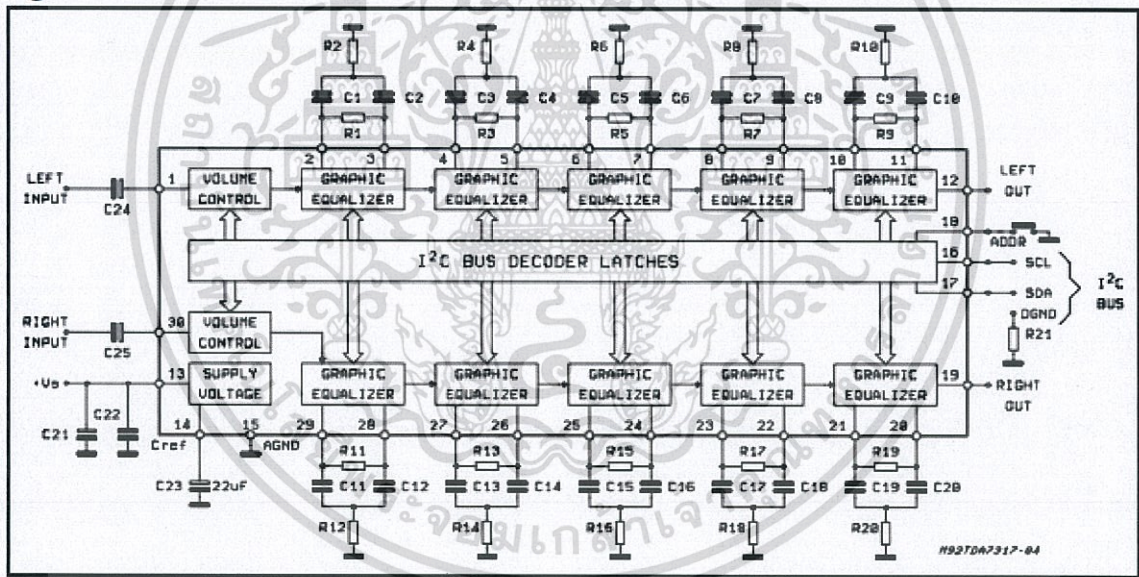 R2 R4 R6 R8 R10
C1 C2 C3 C4 C5 C6 C7 C8 C9 C10
R1 R3 R5 R7 R9
2 3 4 5 6 7 8 9 10 11
LEFT INPUT
C24
1
VOLUME CONTROL
GRAPHIC EQUALIZER
GRAPHIC EQUALIZER
GRAPHIC EQUALIZER
GRAPHIC EQUALIZER
GRAPHIC EQUALIZER
12
LEFT OUT
18
ADDR
I²C BUS DECODER LATCHES
16
SCL
17
SDA
I²C BUS
DGND
R21
RIGHT INPUT
C25
30
VOLUME CONTROL
+Vs
13
SUPPLY VOLTAGE
GRAPHIC EQUALIZER
GRAPHIC EQUALIZER
GRAPHIC EQUALIZER
GRAPHIC EQUALIZER
GRAPHIC EQUALIZER
19
RIGHT OUT
C21 C22
14 15 29 28 27 26 25 24 23 22 21 20
Cref
AGND
R11 R13 R15 R17 R19
C23
22uF
C11 C12 C13 C14 C15 C16 C17 C18 C19 C20
R12 R14 R16 R18 R20
M92TDA7317-04